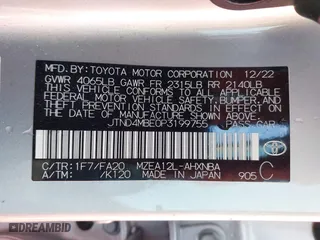 MFD. BY: TOYOTA MOTOR CORPORATION 12/22
GVWR 4065LB GAWR FR 2315LB RR 2140LB
THIS VEHICLE CONFORMS TO ALL APPLICABLE
FEDERAL MOTOR VEHICLE SAFETY, BUMPER, AND
THEFT PREVENTION STANDARDS IN EFFECT ON
THE DATE OF MANUFACTURE SHOWN ABOVE.
JTND4MBE0P3199755 PASS. CAR
C/TR: 1F7/FA20 MZEA12L-AHXNBA C
A/TM: /K120 MADE IN JAPAN 905
TOYOTA
© DIRECTAMBID